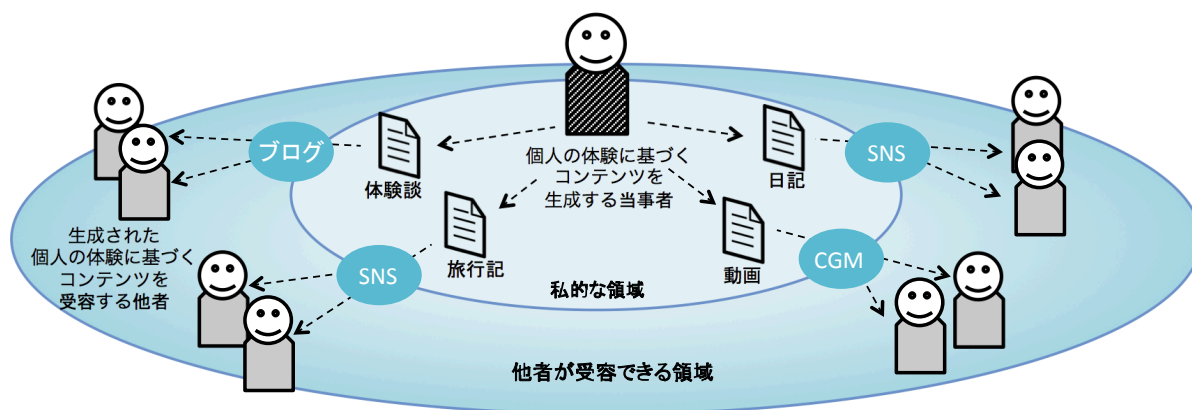 ブログ
体験談
個人の体験に基づく
コンテンツを
生成する当事者
日記
SNS
生成された
個人の体験に基づく
コンテンツを
受容する他者
SNS
旅行記
動画
CGM
私的な領域
他者が受容できる領域